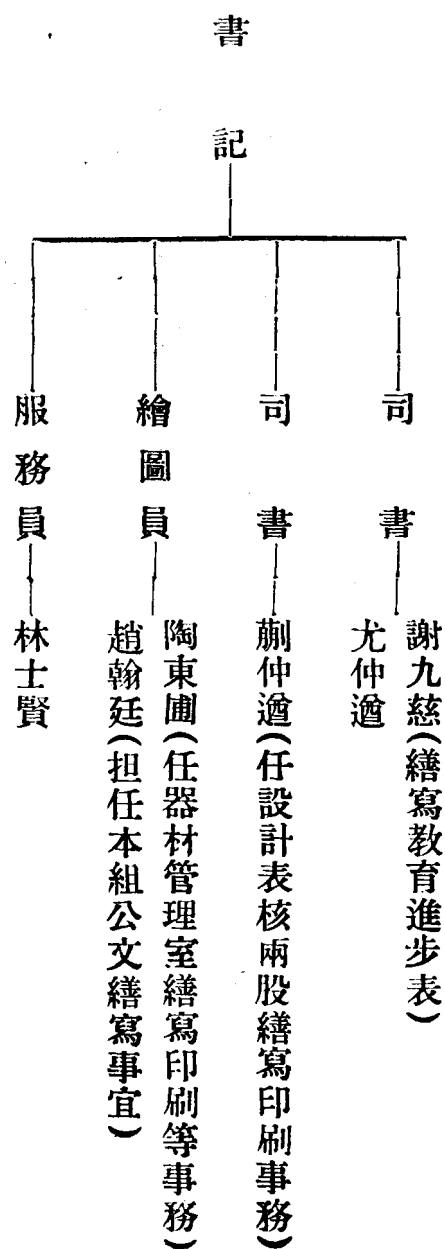 書記
司書
謝九慈(繕寫教育進步表)
尤仲遒
司書
蒯仲遒(仔設計表核兩股繕寫印刷事務)
繪圖員
陶東圃(任器材管理室繕寫印刷等事務)
趙翰廷(担任本組公文繕寫事宜)
服務員
林士賢